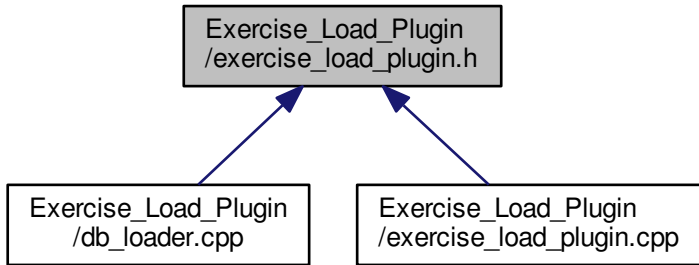 Exercise_Load_Plugin
/exercise_load_plugin.h
Exercise_Load_Plugin
/db_loader.cpp
Exercise_Load_Plugin
/exercise_load_plugin.cpp